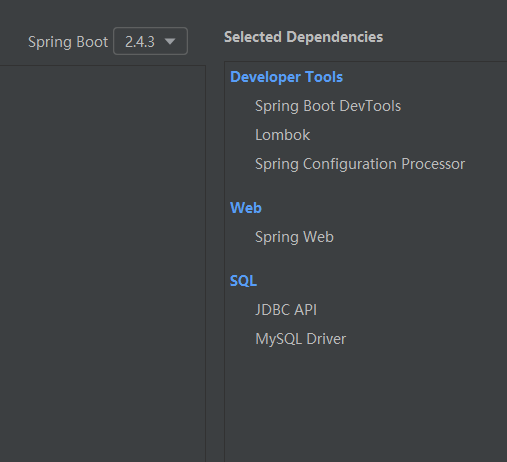 Spring Boot 2.4.3
Selected Dependencies
Developer Tools
Spring Boot DevTools
Lombok
Spring Configuration Processor
Web
Spring Web
SQL
JDBC API
MySQL Driver